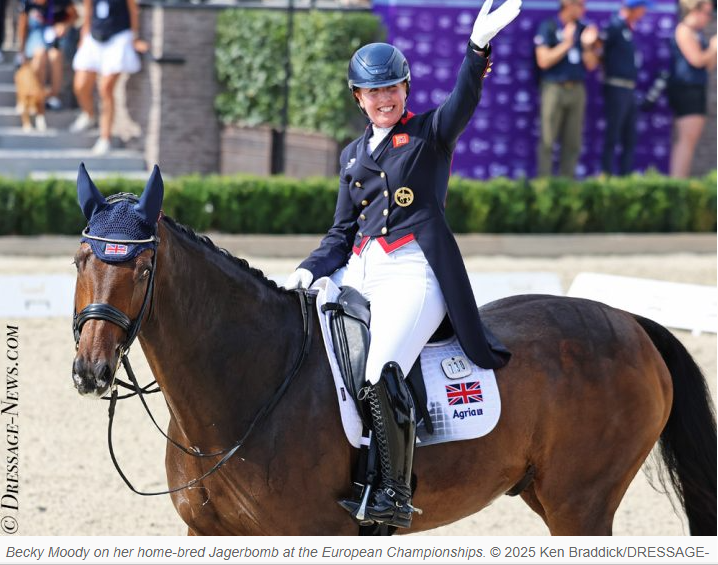 © DRESSAGE-NEWS.COM
730
Agria
Becky Moody on her home-bred Jagerbomb at the European Championships. © 2025 Ken Braddick/DRESSAGE-